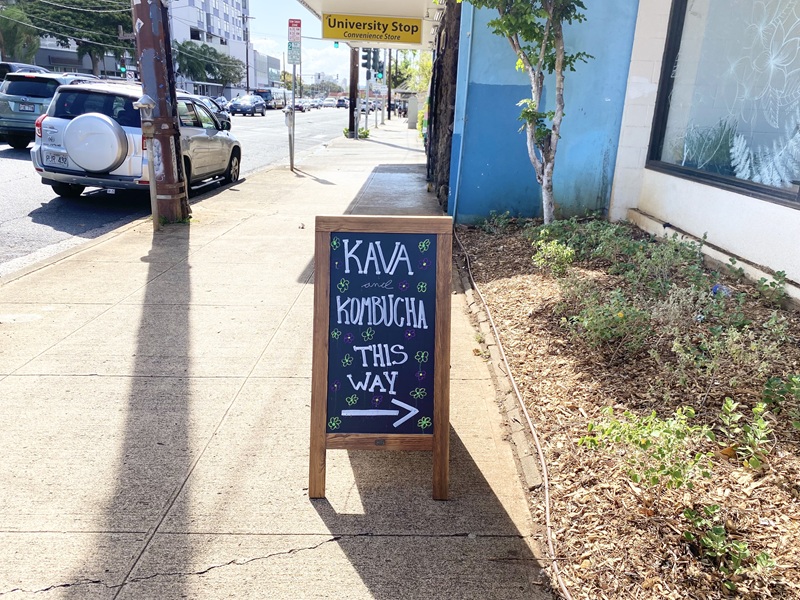 University Stop
Convenience Store
KAVA
and
KOMBUCHA
THIS
WAY